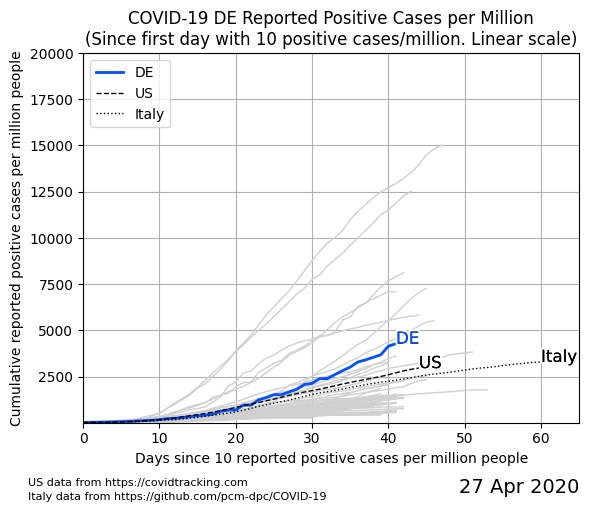 COVID-19 DE Reported Positive Cases per Million
(Since first day with 10 positive cases/million. Linear scale)
Cumulative reported positive cases per million people
20000
17500
15000
12500
10000
7500
5000
2500
DE
US
Italy
DE
US
Italy
0 10 20 30 40 50 60
Days since 10 reported positive cases per million people
US data from https://covidtracking.com
Italy data from https://github.com/pcm-dpc/COVID-19
27 Apr 2020